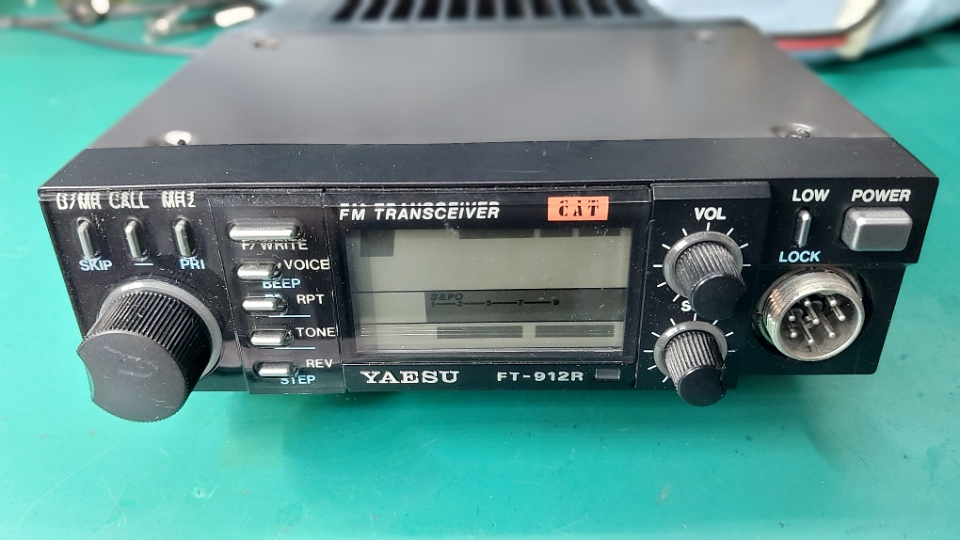 D/MR CALL MHz
SKIP — PRI
F/WRITE
VOICE
BEEP
RPT
TONE
REV
STEP
FM TRANSCEIVER CAT
S&PO
1 3 5 7 9
YAESU FT-912R
VOL
LOW POWER
LOCK